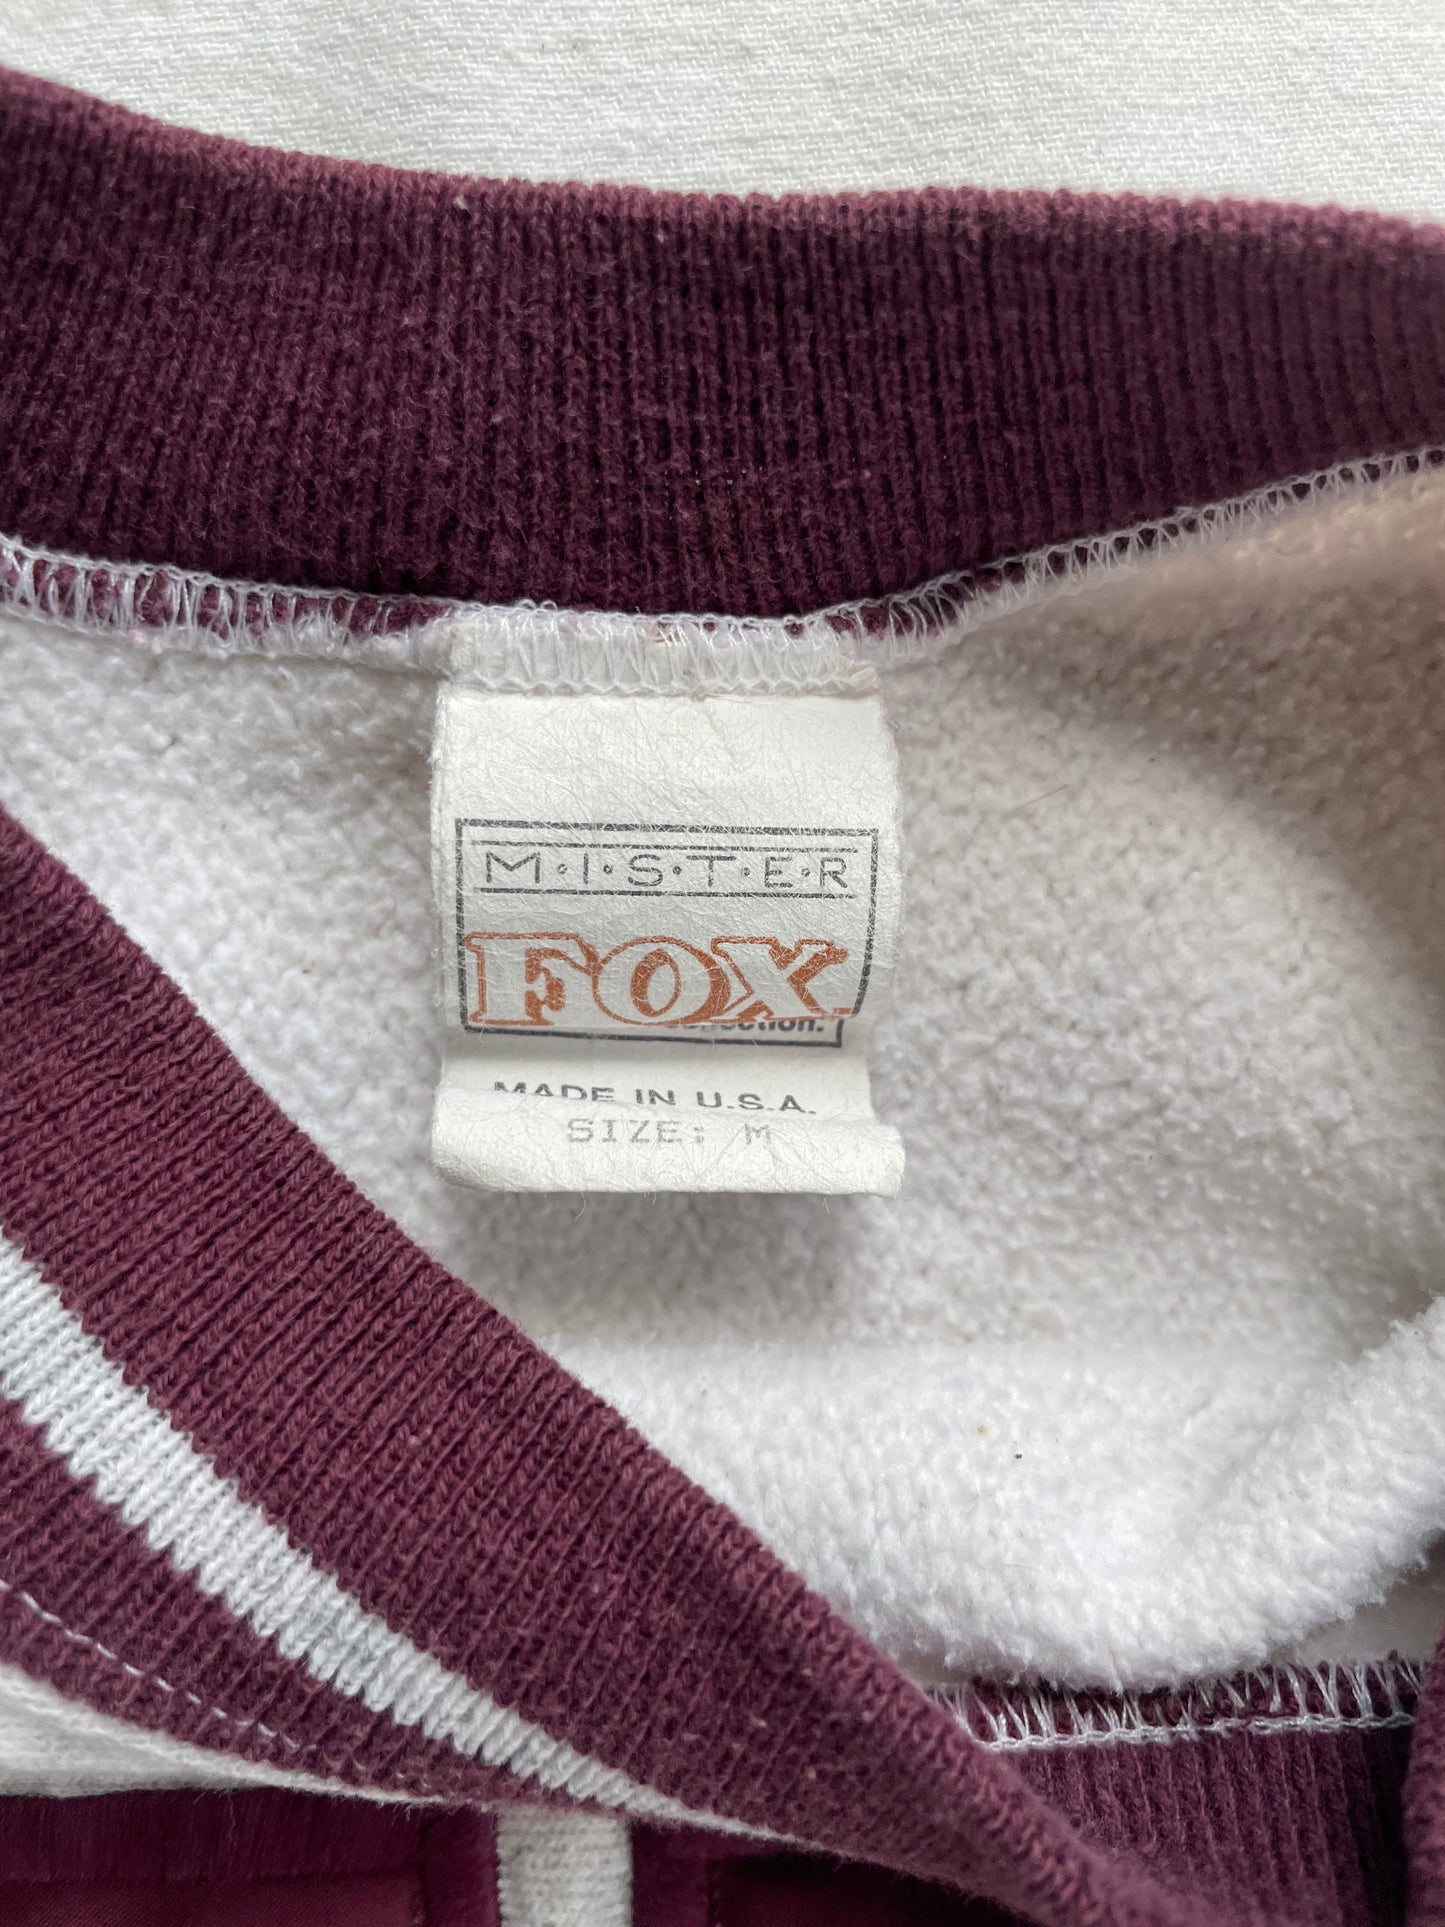 M·I·S·T·E·R
FOX
MADE IN U.S.A.
SIZE: M